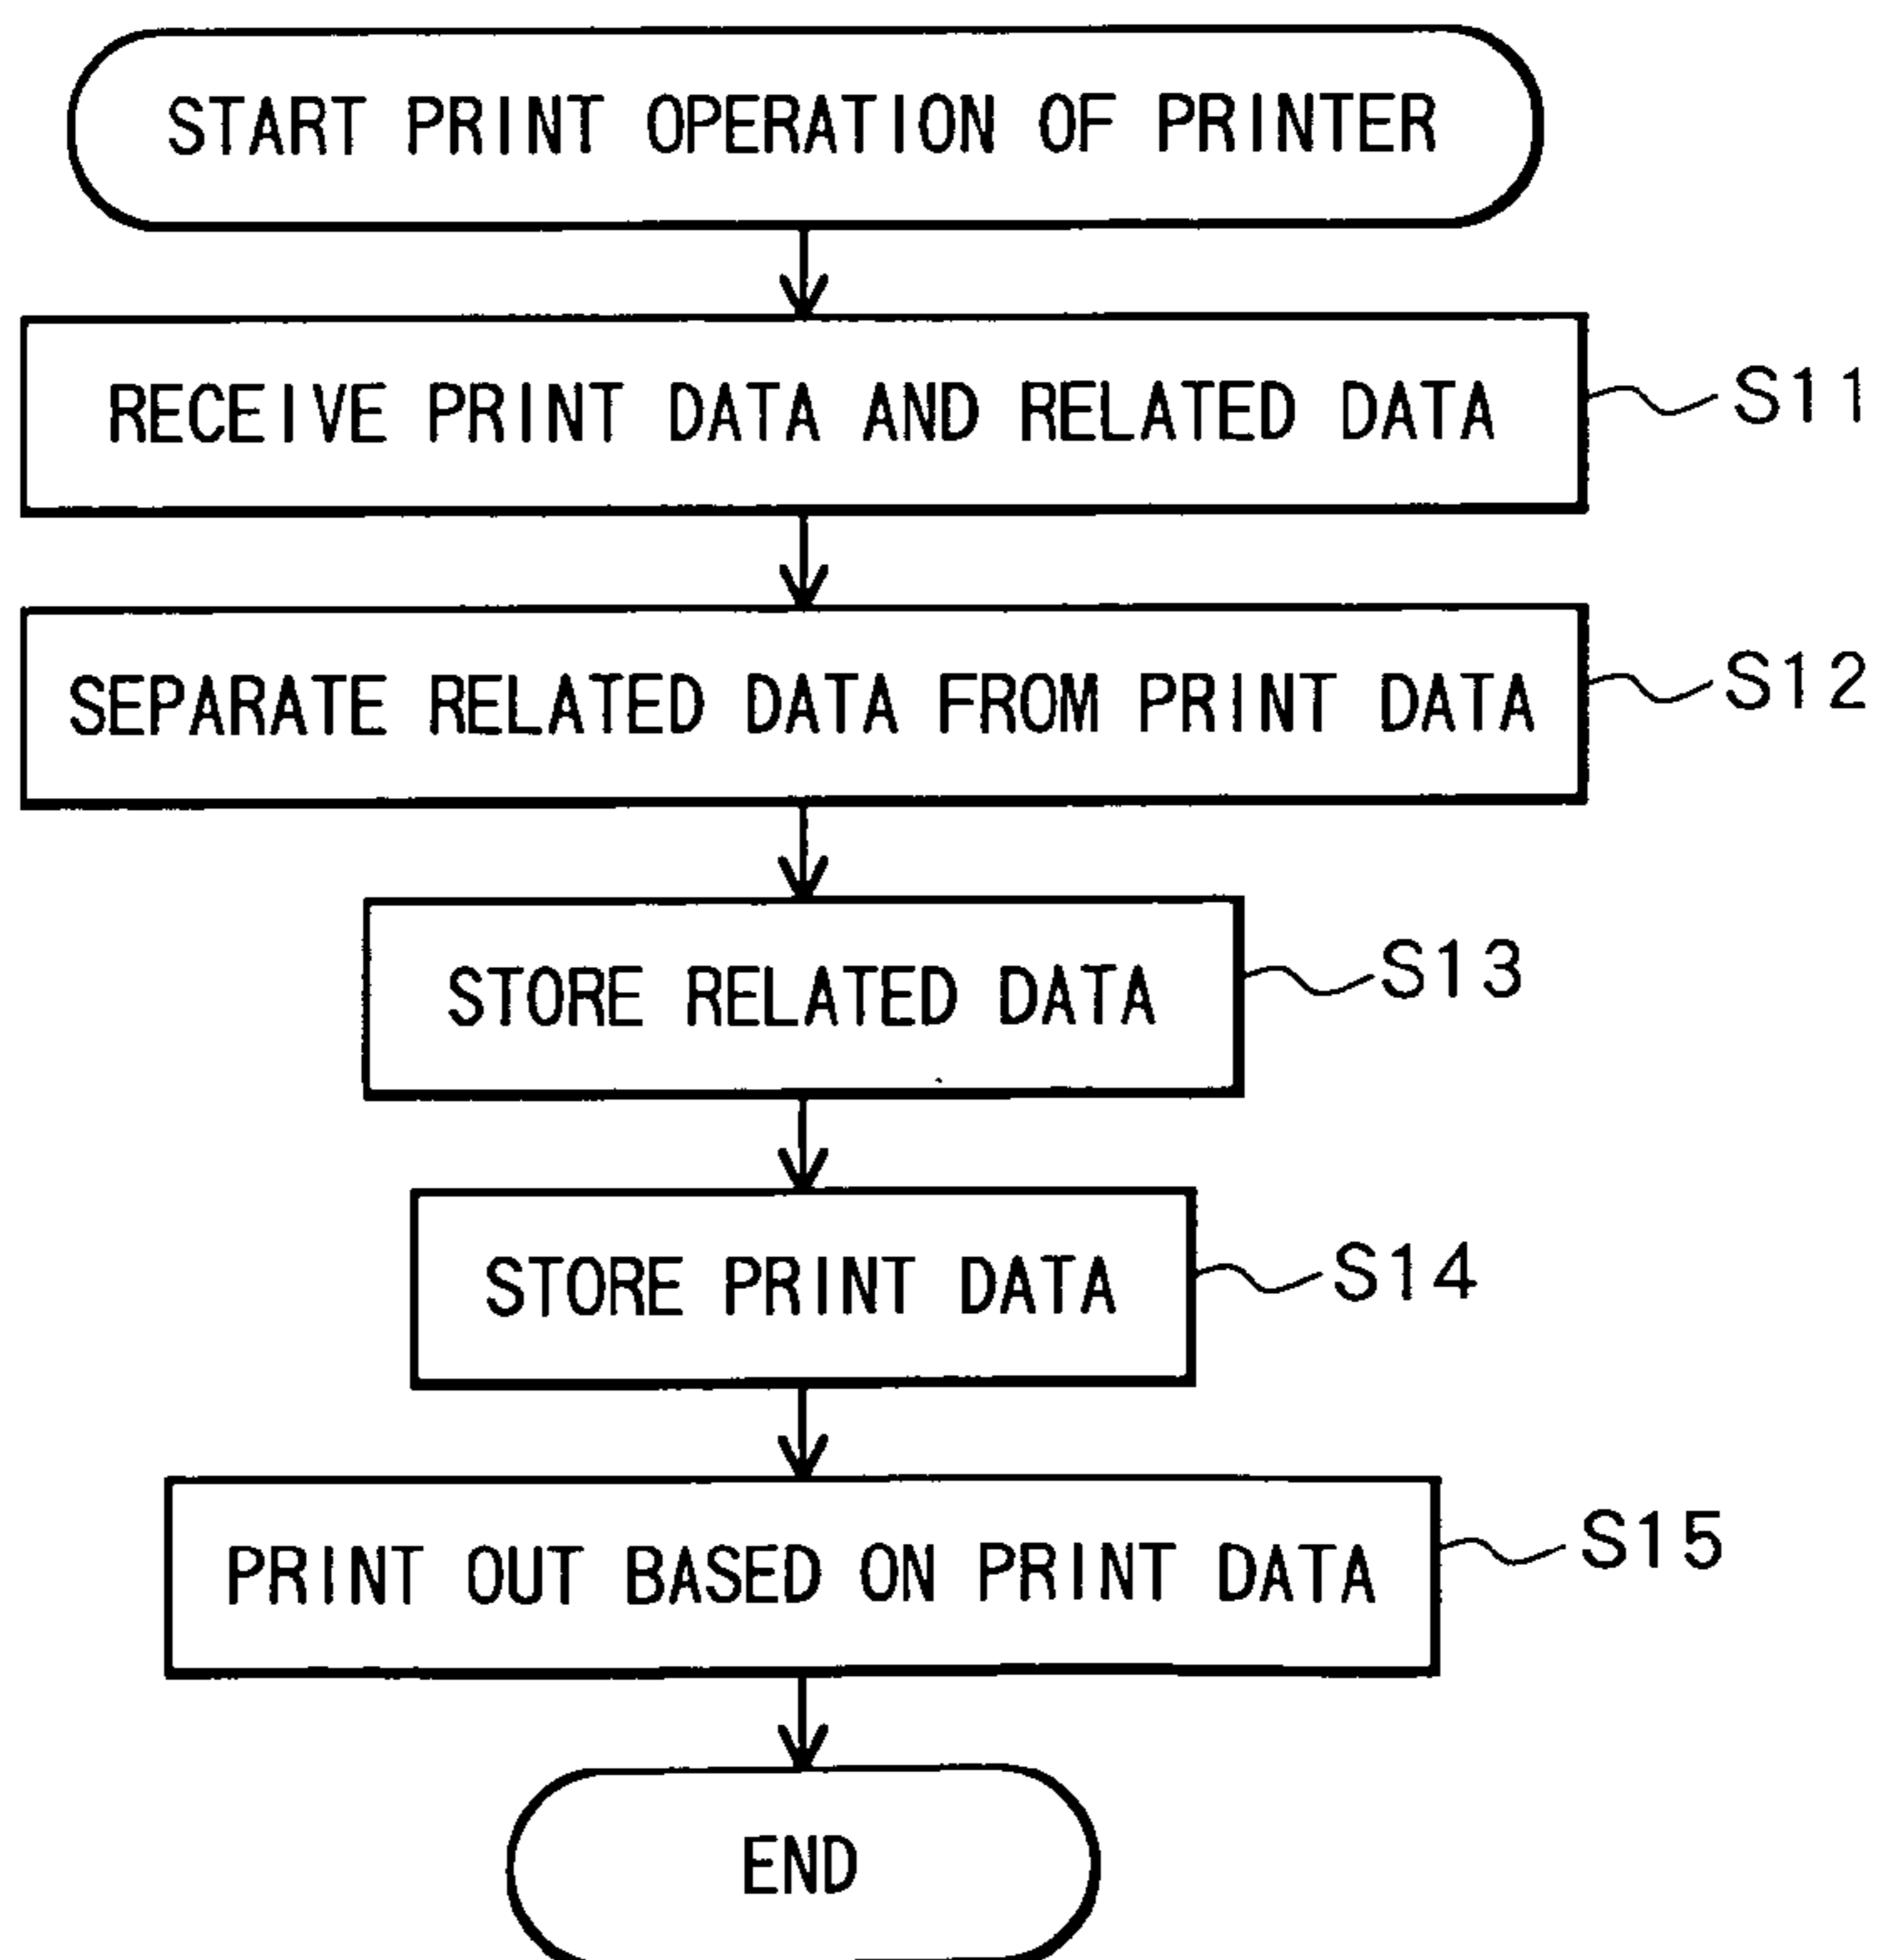 START PRINT OPERATION OF PRINTER
RECEIVE PRINT DATA AND RELATED DATA
S11
SEPARATE RELATED DATA FROM PRINT DATA
S12
STORE RELATED DATA
S13
STORE PRINT DATA
S14
PRINT OUT BASED ON PRINT DATA
S15
END